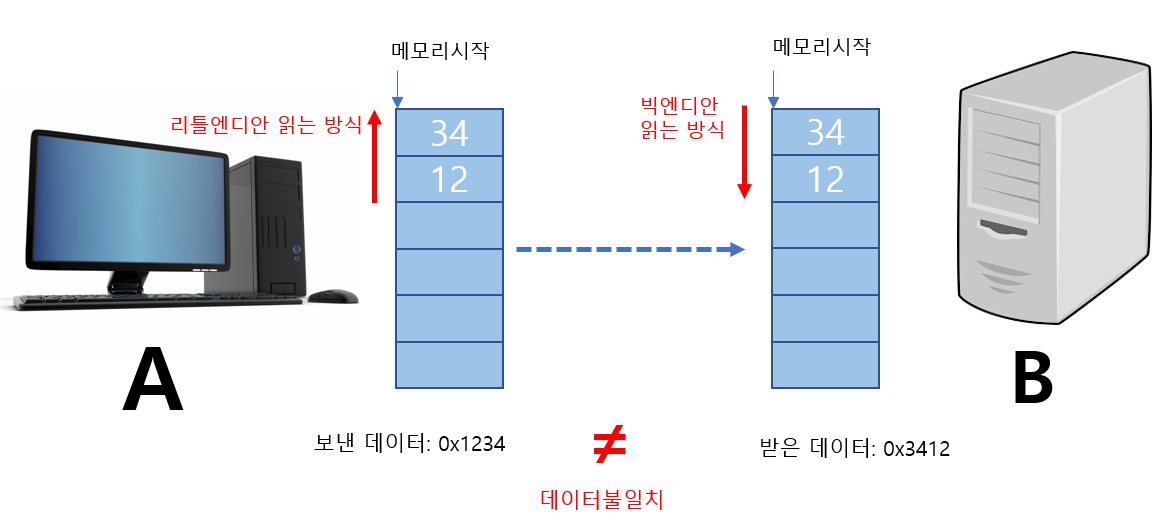 메모리시작
메모리시작
리틀엔디안 읽는 방식
빅엔디안
읽는 방식
34
12
34
12
A
B
보낸 데이터: 0x1234
≠
받은 데이터: 0x3412
데이터불일치